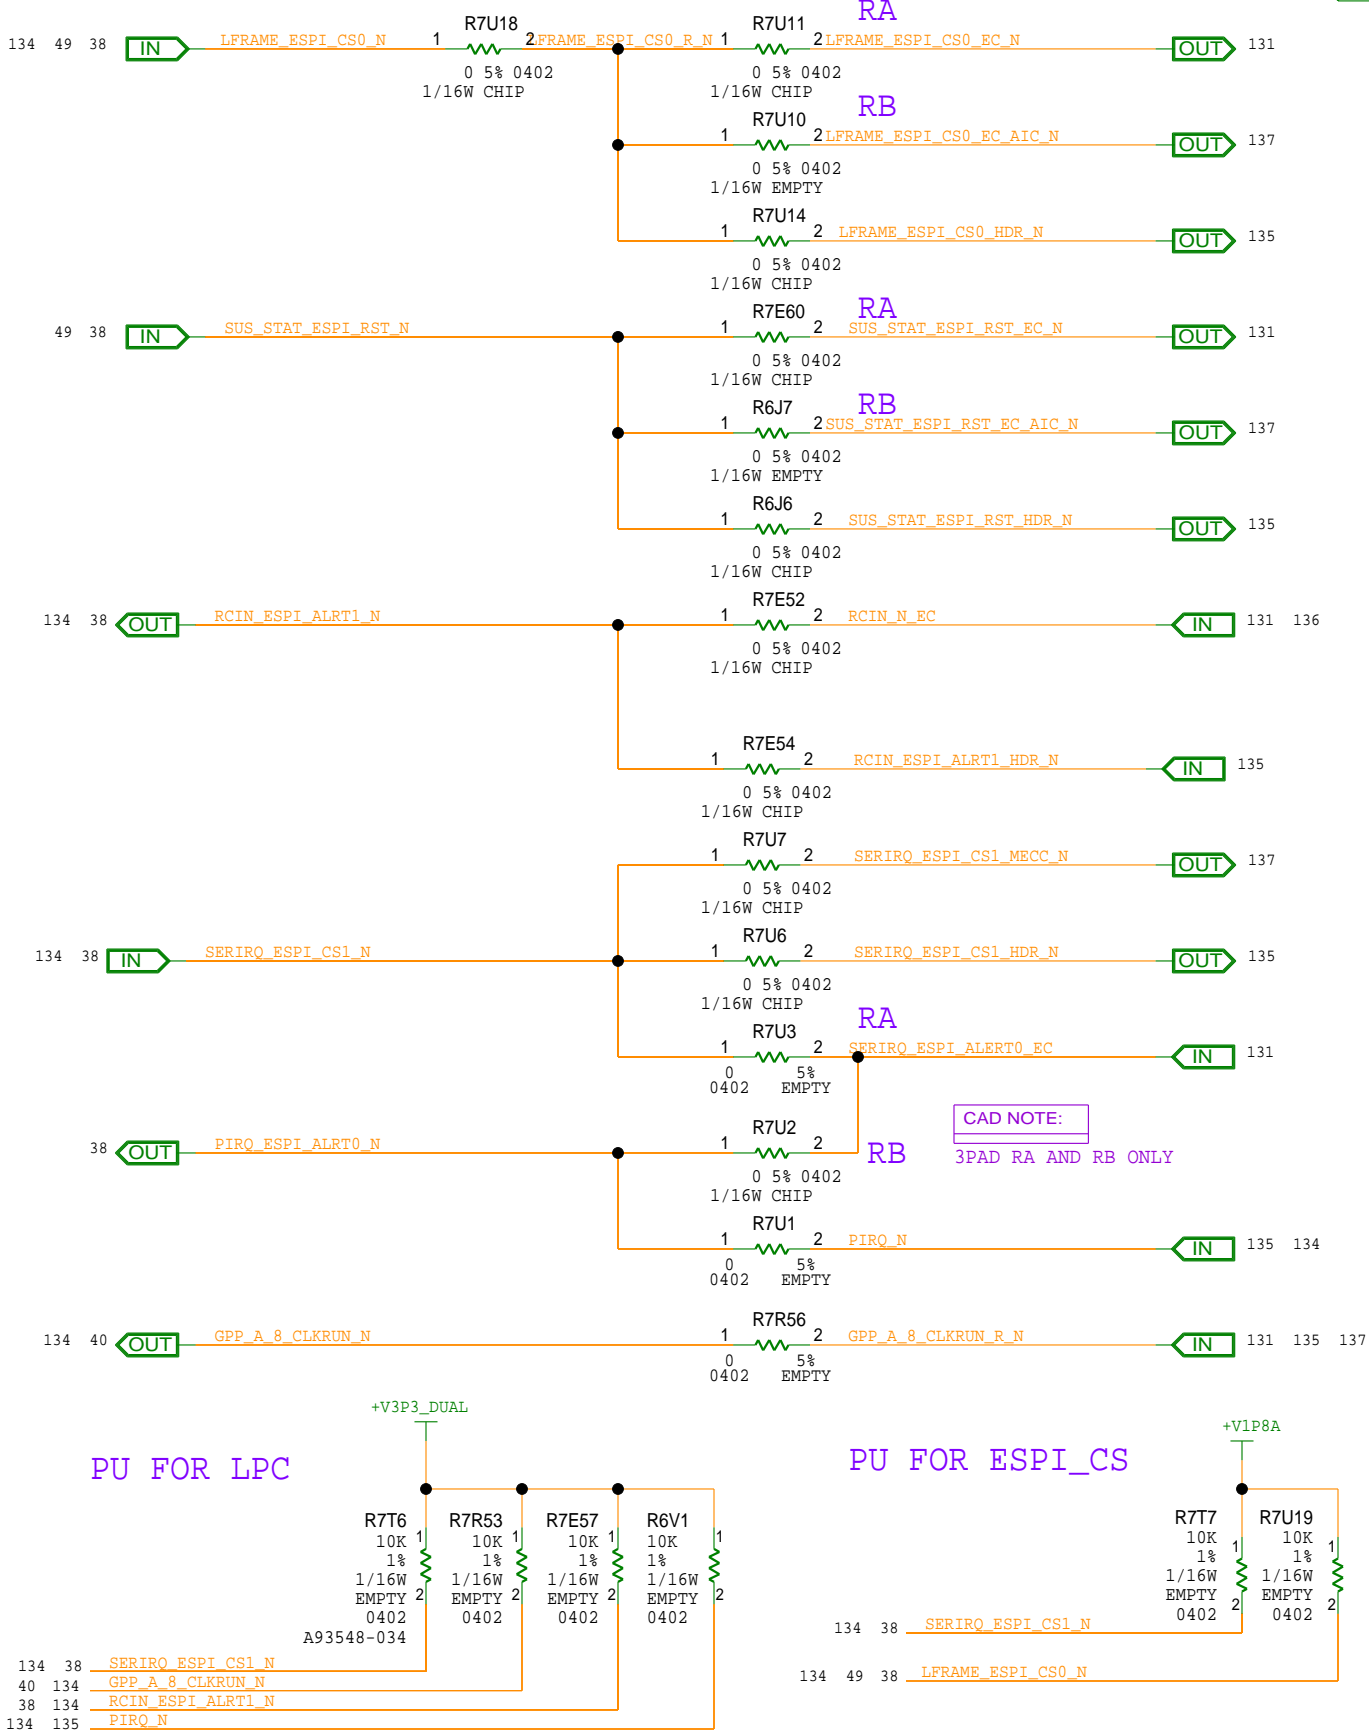 RA
R7U18 R7U11
134 49 38 IN LFRAME_ESPI_CS0_N 1 2 LFRAME_ESPI_CS0_R_N 1 2 LFRAME_ESPI_CS0_EC_N OUT 131
0 5% 0402 0 5% 0402
1/16W CHIP 1/16W CHIP
RB
R7U10
1 2 LFRAME_ESPI_CS0_EC_AIC_N OUT 137
0 5% 0402
1/16W EMPTY
R7U14
1 2 LFRAME_ESPI_CS0_HDR_N OUT 135
0 5% 0402
1/16W CHIP
RA
R7E60
49 38 IN SUS_STAT_ESPI_RST_N 1 2 SUS_STAT_ESPI_RST_EC_N OUT 131
0 5% 0402
1/16W CHIP
RB
R6J7
1 2 SUS_STAT_ESPI_RST_EC_AIC_N OUT 137
0 5% 0402
1/16W EMPTY
R6J6
1 2 SUS_STAT_ESPI_RST_HDR_N OUT 135
0 5% 0402
1/16W CHIP
R7E52
134 38 OUT RCIN_ESPI_ALRT1_N 1 2 RCIN_N_EC IN 131 136
0 5% 0402
1/16W CHIP
R7E54
1 2 RCIN_ESPI_ALRT1_HDR_N IN 135
0 5% 0402
1/16W CHIP
R7U7
1 2 SERIRQ_ESPI_CS1_MECC_N OUT 137
0 5% 0402
1/16W CHIP
R7U6
134 38 IN SERIRQ_ESPI_CS1_N 1 2 SERIRQ_ESPI_CS1_HDR_N OUT 135
0 5% 0402
1/16W CHIP
RA
R7U3
1 2 SERIRQ_ESPI_ALERT0_EC IN 131
0 5%
0402 EMPTY
CAD NOTE:
R7U2
38 OUT PIRQ_ESPI_ALRT0_N 1 2 RB 3PAD RA AND RB ONLY
0 5% 0402
1/16W CHIP
R7U1
1 2 PIRQ_N IN 135 134
0 5%
0402 EMPTY
R7R56
134 40 OUT GPP_A_8_CLKRUN_N 1 2 GPP_A_8_CLKRUN_R_N IN 131 135 137
0 5%
0402 EMPTY
+V3P3_DUAL +V1P8A
PU FOR LPC PU FOR ESPI_CS
R7T6 R7R53 R7E57 R6V1 R7T7 R7U19
10K 1 10K 1 10K 1 10K 1 10K 1 10K 1
1% 1% 1% 1% 1% 1%
1/16W 1/16W 1/16W 1/16W 1/16W 1/16W
EMPTY 2 EMPTY 2 EMPTY 2 EMPTY 2 EMPTY 2 EMPTY 2
0402 0402 0402 0402 0402 0402
A93548-034
134 38 SERIRQ_ESPI_CS1_N
134 49 38 LFRAME_ESPI_CS0_N
134 38 SERIRQ_ESPI_CS1_N
40 134 GPP_A_8_CLKRUN_N
38 134 RCIN_ESPI_ALRT1_N
134 135 PIRQ_N